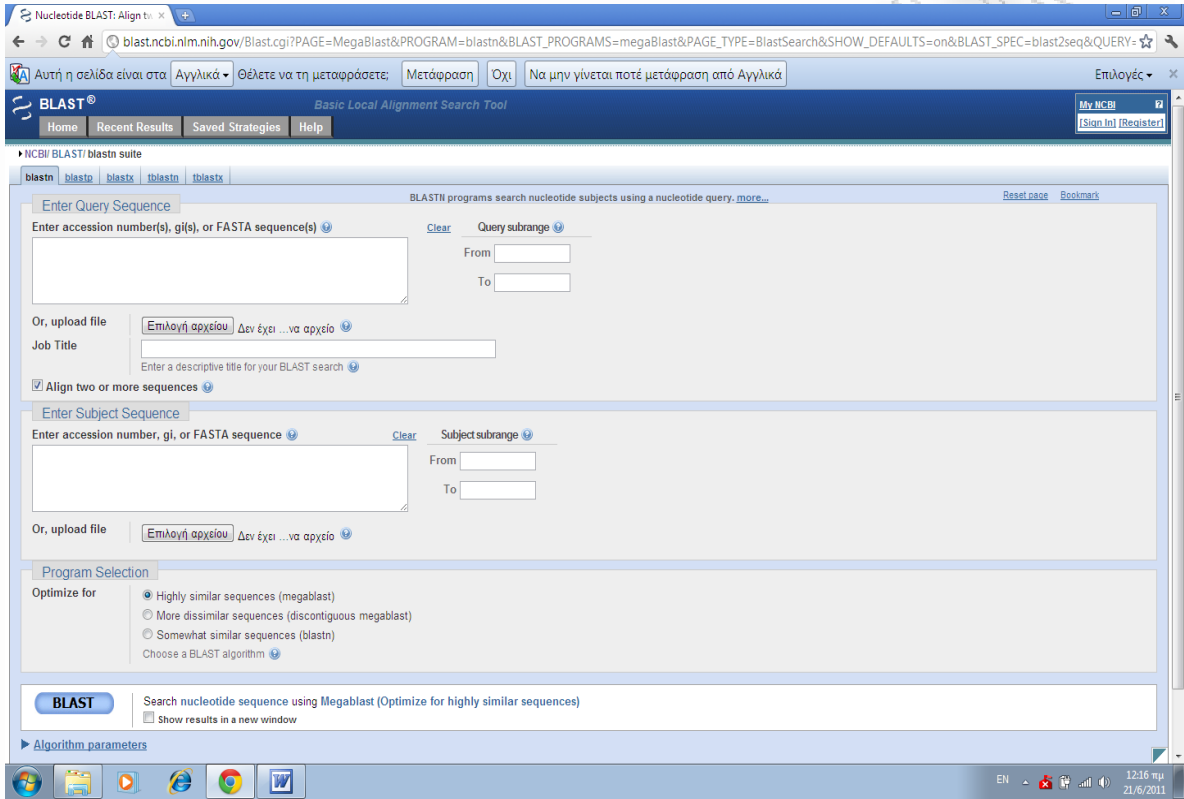 Nucleotide BLAST: Align tw
blast.ncbi.nlm.nih.gov/Blast.cgi?PAGE=MegaBlast&PROGRAM=blastn&BLAST_PROGRAMS=megaBlast&PAGE_TYPE=BlastSearch&SHOW_DEFAULTS=on&BLAST_SPEC=blast2seq&QUERY=
Αυτή η σελίδα είναι στα Αγγλικά Θέλετε να τη μεταφράσετε; Μετάφραση Όχι Να μην γίνεται ποτέ μετάφραση από Αγγλικά Επιλογές
BLAST® Basic Local Alignment Search Tool My NCBI ?
Home Recent Results Saved Strategies Help [Sign In] [Register]
NCBI/ BLAST/ blastn suite
blastn blastp blastx tblastn tblastx
BLASTN programs search nucleotide subjects using a nucleotide query. more... Reset page Bookmark
Enter Query Sequence
Enter accession number(s), gi(s), or FASTA sequence(s) Clear Query subrange
From
To
Or, upload file Επιλογή αρχείου Δεν έχει ...να αρχείο
Job Title
Enter a descriptive title for your BLAST search
Align two or more sequences
Enter Subject Sequence
Enter accession number, gi, or FASTA sequence Clear Subject subrange
From
To
Or, upload file Επιλογή αρχείου Δεν έχει ...να αρχείο
Program Selection
Optimize for Highly similar sequences (megablast)
More dissimilar sequences (discontiguous megablast)
Somewhat similar sequences (blastn)
Choose a BLAST algorithm
BLAST Search nucleotide sequence using Megablast (Optimize for highly similar sequences)
Show results in a new window
Algorithm parameters
EN 12:16 πμ
21/6/2011